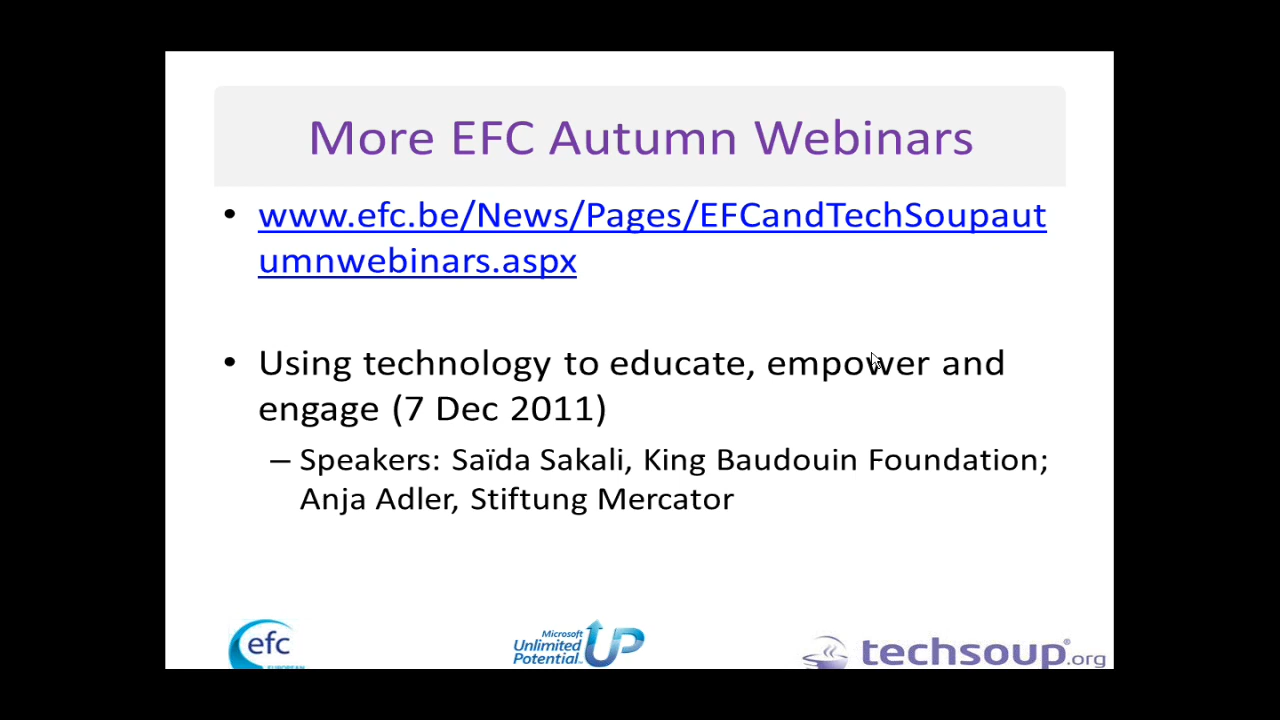 More EFC Autumn Webinars
• www.efc.be/News/Pages/EFCandTechSoupaut
umnwebinars.aspx
• Using technology to educate, empower and
engage (7 Dec 2011)
– Speakers: Saïda Sakali, King Baudouin Foundation;
Anja Adler, Stiftung Mercator
efc
EUROPEAN
Microsoft
Unlimited
Potential
UP
techsoup®.org